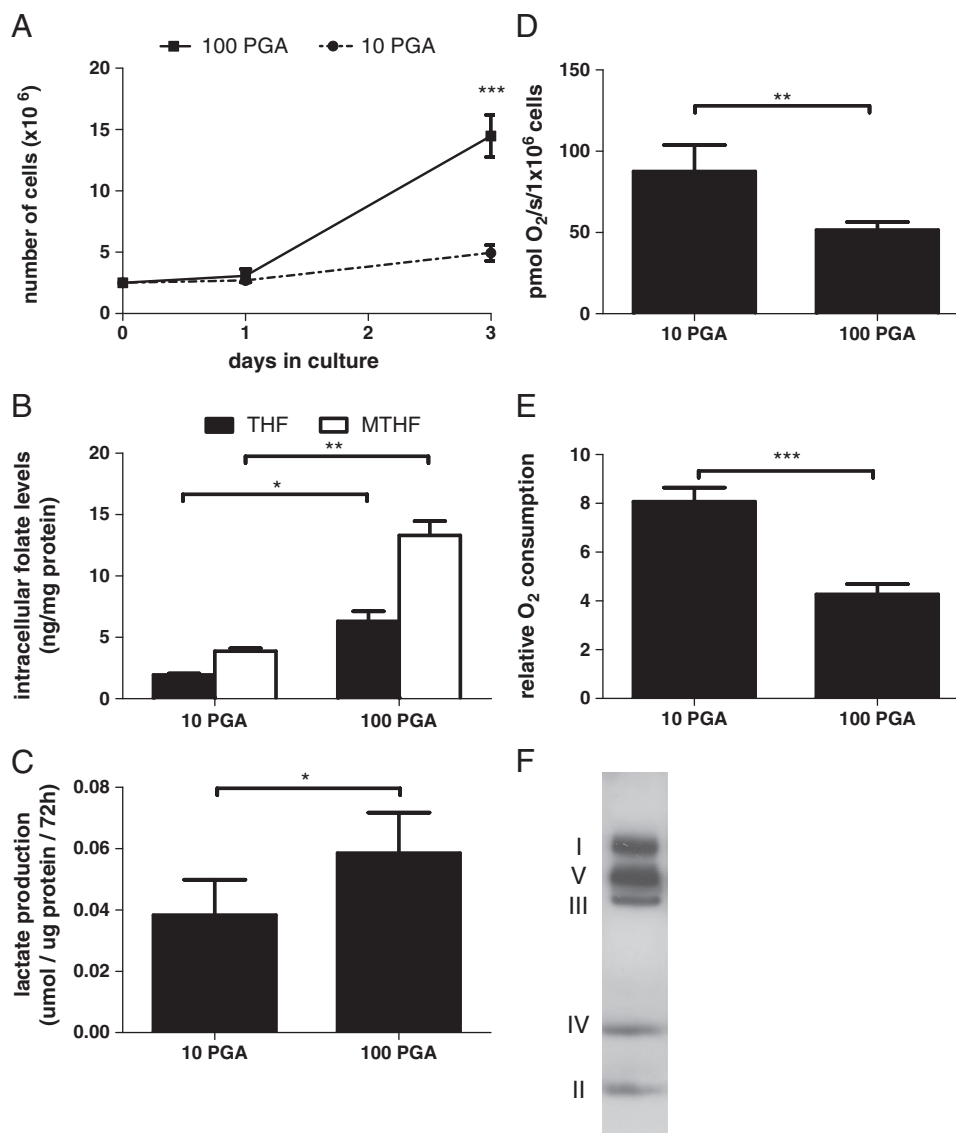 A
100 PGA
10 PGA
number of cells (x10 6)
20
15
10
5
0
***
0
1
2
3
days in culture
B
THF
MTHF
intracellular folate levels
(ng/mg protein)
20
15
10
5
0
*
**
10 PGA
100 PGA
C
lactate production
(umol / ug protein / 72h)
0.08
0.06
0.04
0.02
0.00
*
10 PGA
100 PGA
D
pmol O2/s/1x10⁶ cells
150
100
50
0
**
10 PGA
100 PGA
E
relative O2 consumption
10
8
6
4
2
0
***
10 PGA
100 PGA
F
I
V
III
IV
II